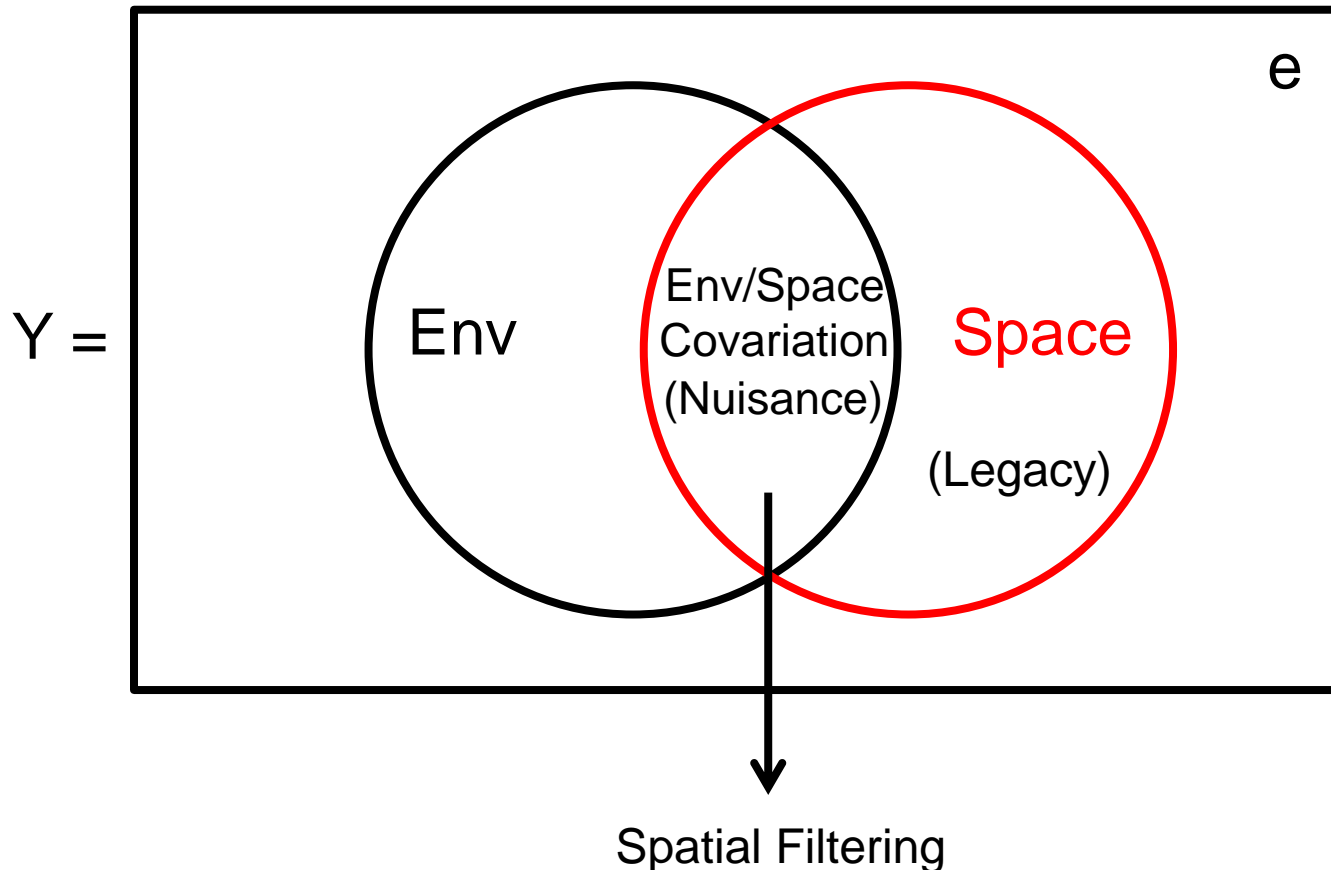 e
Y =
Env
Env/Space
Covariation
(Nuisance)
Space
(Legacy)
Spatial Filtering